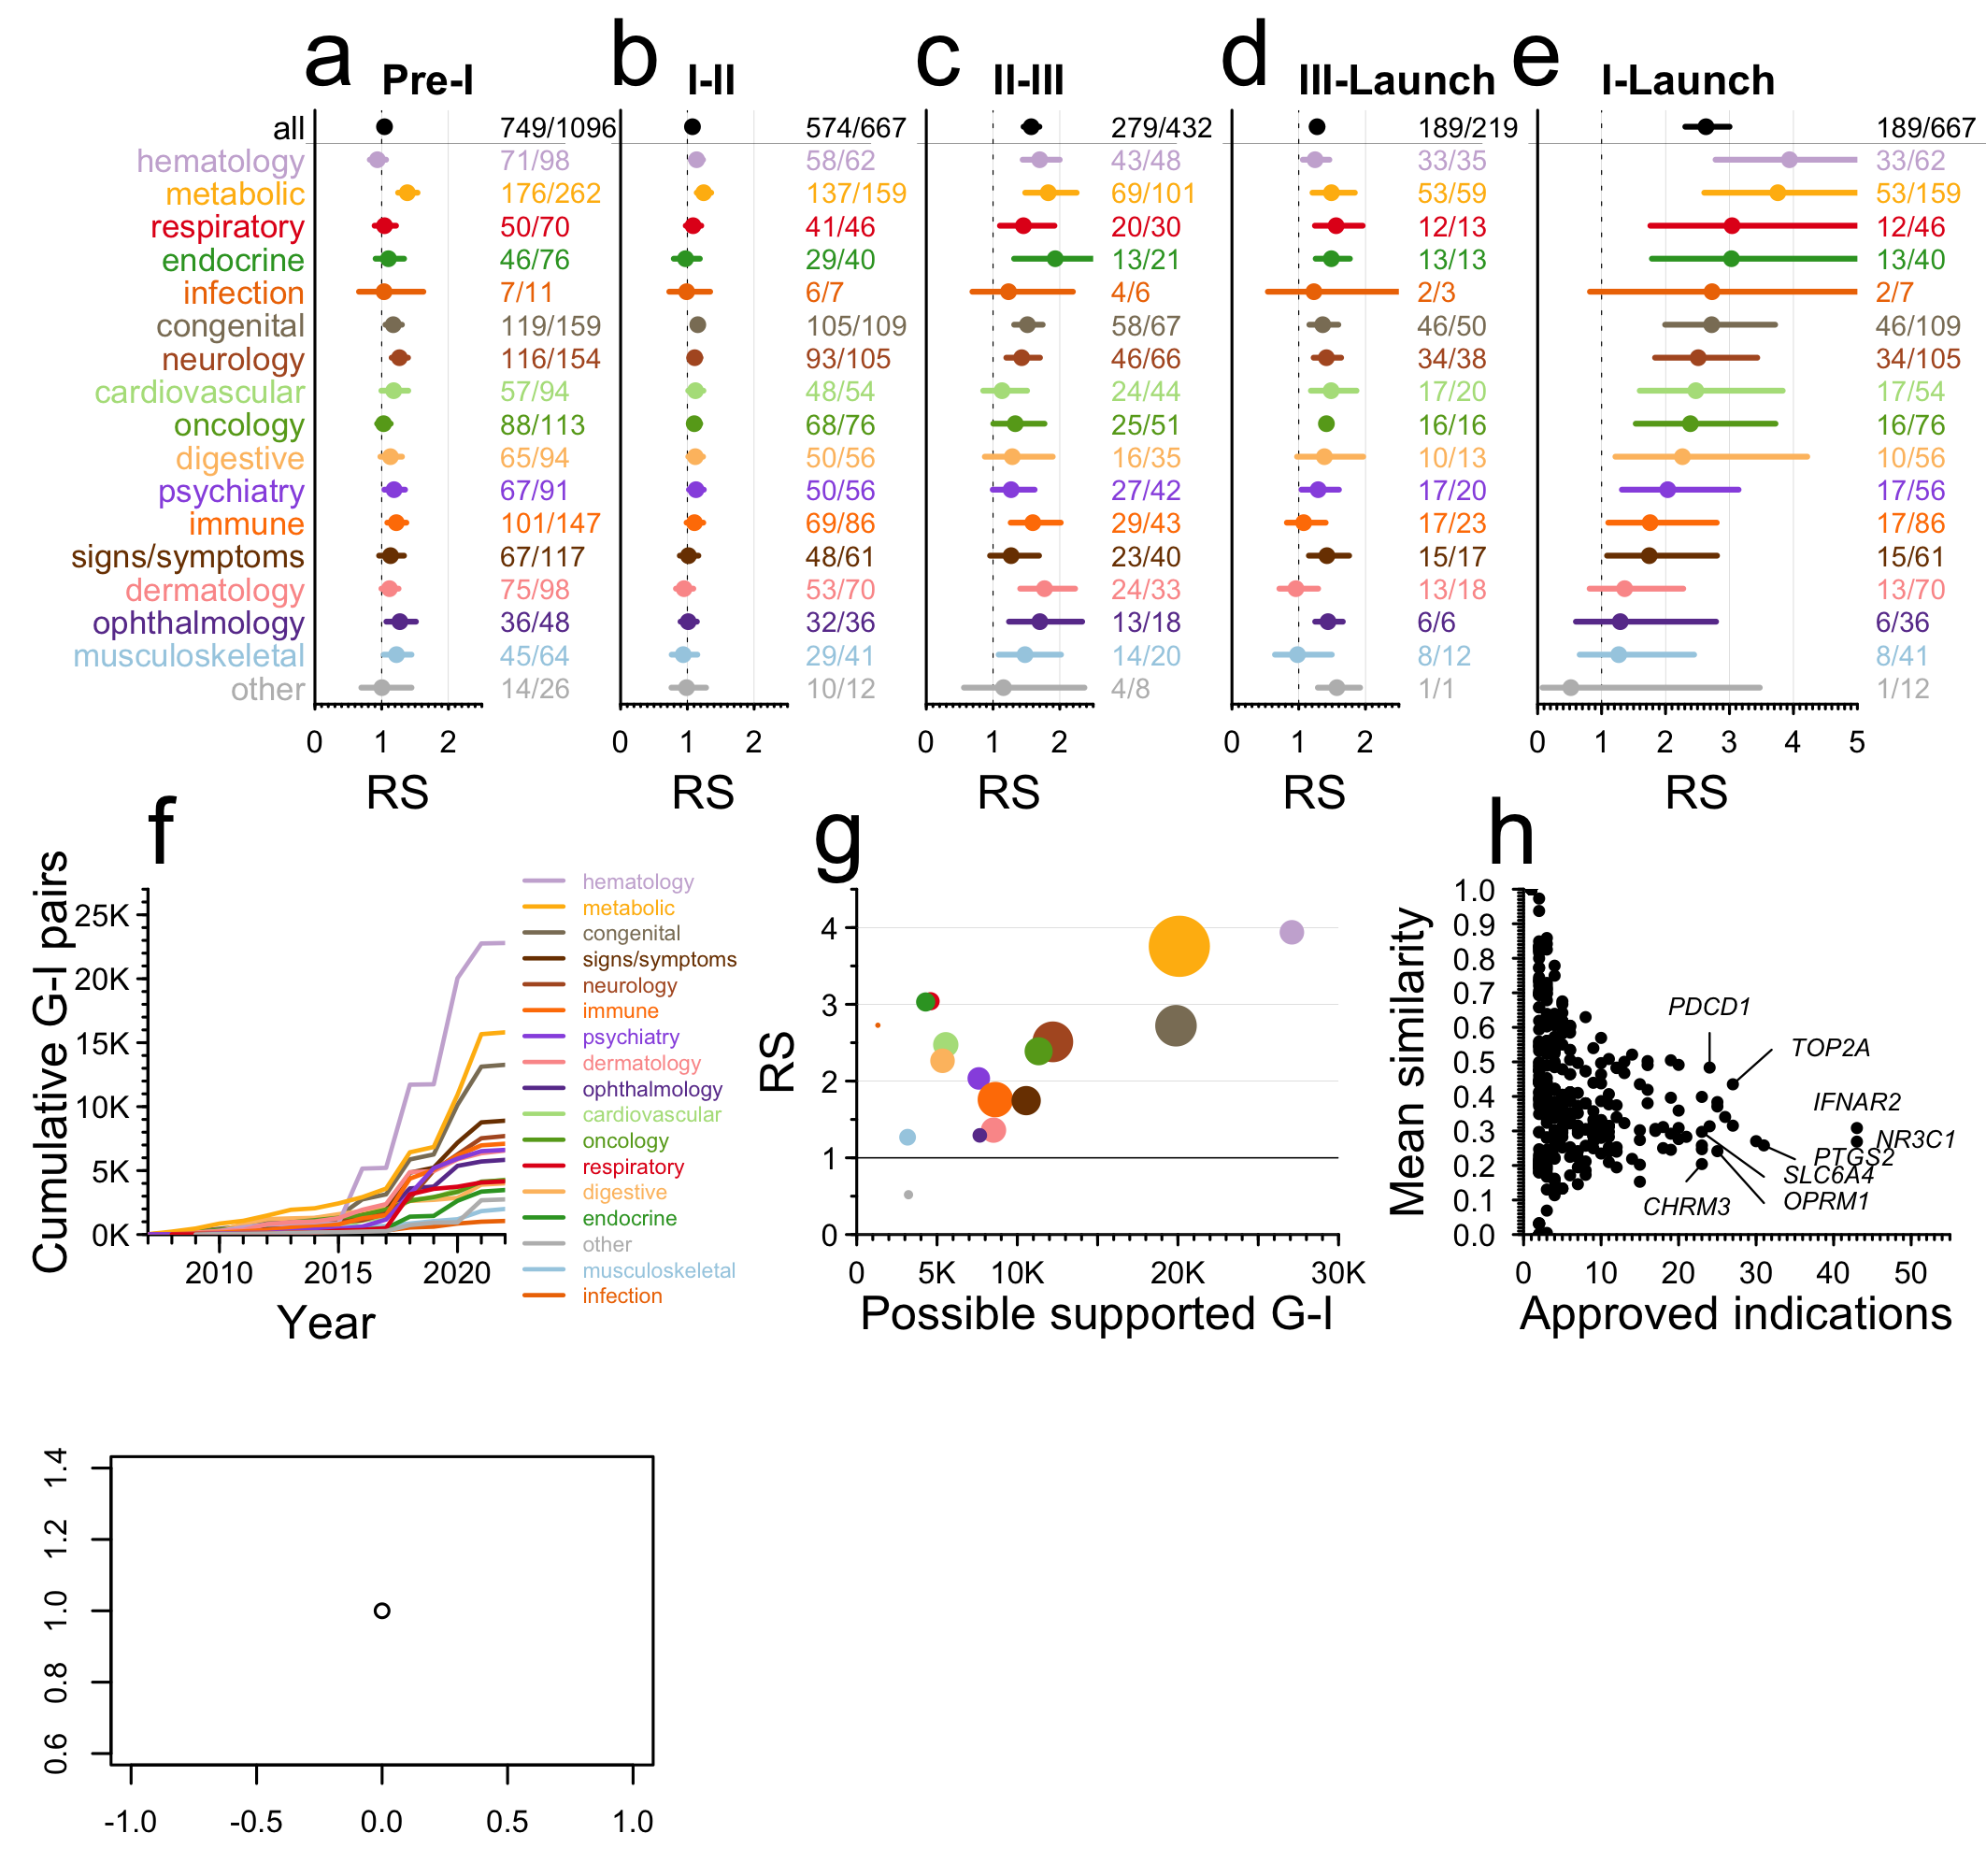 a b c d e
Pre-I I-II II-III III-Launch I-Launch
all 749/1096 574/667 279/432 189/219 189/667
hematology 71/98 58/62 43/48 33/35 33/62
metabolic 176/262 137/159 69/101 53/59 53/159
respiratory 50/70 41/46 20/30 12/13 12/46
endocrine 46/76 29/40 13/21 13/13 13/40
infection 7/11 6/7 4/6 2/3 2/7
congenital 119/159 105/109 58/67 46/50 46/109
neurology 116/154 93/105 46/66 34/38 34/105
cardiovascular 57/94 48/54 24/44 17/20 17/54
oncology 88/113 68/76 25/51 16/16 16/76
digestive 65/94 50/56 16/35 10/13 10/56
psychiatry 67/91 50/56 27/42 17/20 17/56
immune 101/147 69/86 29/43 17/23 17/86
signs/symptoms 67/117 48/61 23/40 15/17 15/61
dermatology 75/98 53/70 24/33 13/18 13/70
ophthalmology 36/48 32/36 13/18 6/6 6/36
musculoskeletal 45/64 29/41 14/20 8/12 8/41
other 14/26 10/12 4/8 1/1 1/12
0 1 2 0 1 2 0 1 2 0 1 2 0 1 2 3 4 5
RS RS RS RS RS
f
Cumulative G-I pairs
25K
20K
15K
10K
5K
0K
2010 2015 2020
Year
hematology
metabolic
congenital
signs/symptoms
neurology
immune
psychiatry
dermatology
ophthalmology
cardiovascular
oncology
respiratory
digestive
endocrine
other
musculoskeletal
infection
g
RS
4
3
2
1
0
0 5K 10K 20K 30K
Possible supported G-I
h
Mean similarity
1.0
0.9
0.8
0.7
0.6
0.5
0.4
0.3
0.2
0.1
0.0
PDCD1
TOP2A
IFNAR2
NR3C1
PTGS2
SLC6A4
OPRM1
CHRM3
0 10 20 30 40 50
Approved indications
1.4
1.2
1.0
0.8
0.6
-1.0 -0.5 0.0 0.5 1.0